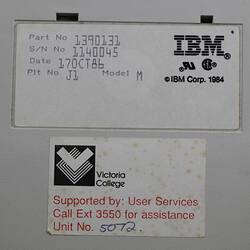 Part No 1390131
S/N No 1140045
Date 17OCT86
Plt No J1 Model M
IBM
© IBM Corp. 1984
Victoria
College
Supported by: User Services
Call Ext 3550 for assistance
Unit No. 5072.